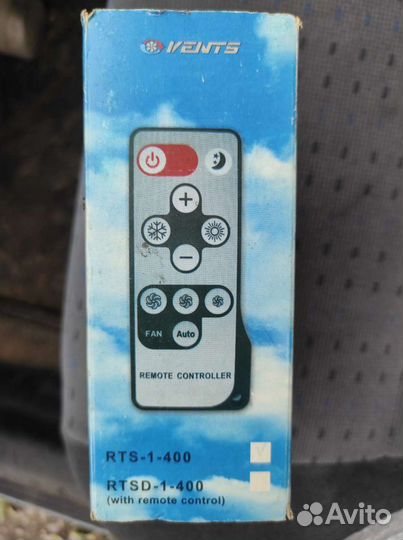 VENTS
FAN
Auto
REMOTE CONTROLLER
RTS-1-400
RTSD-1-400
(with remote control)
Avito